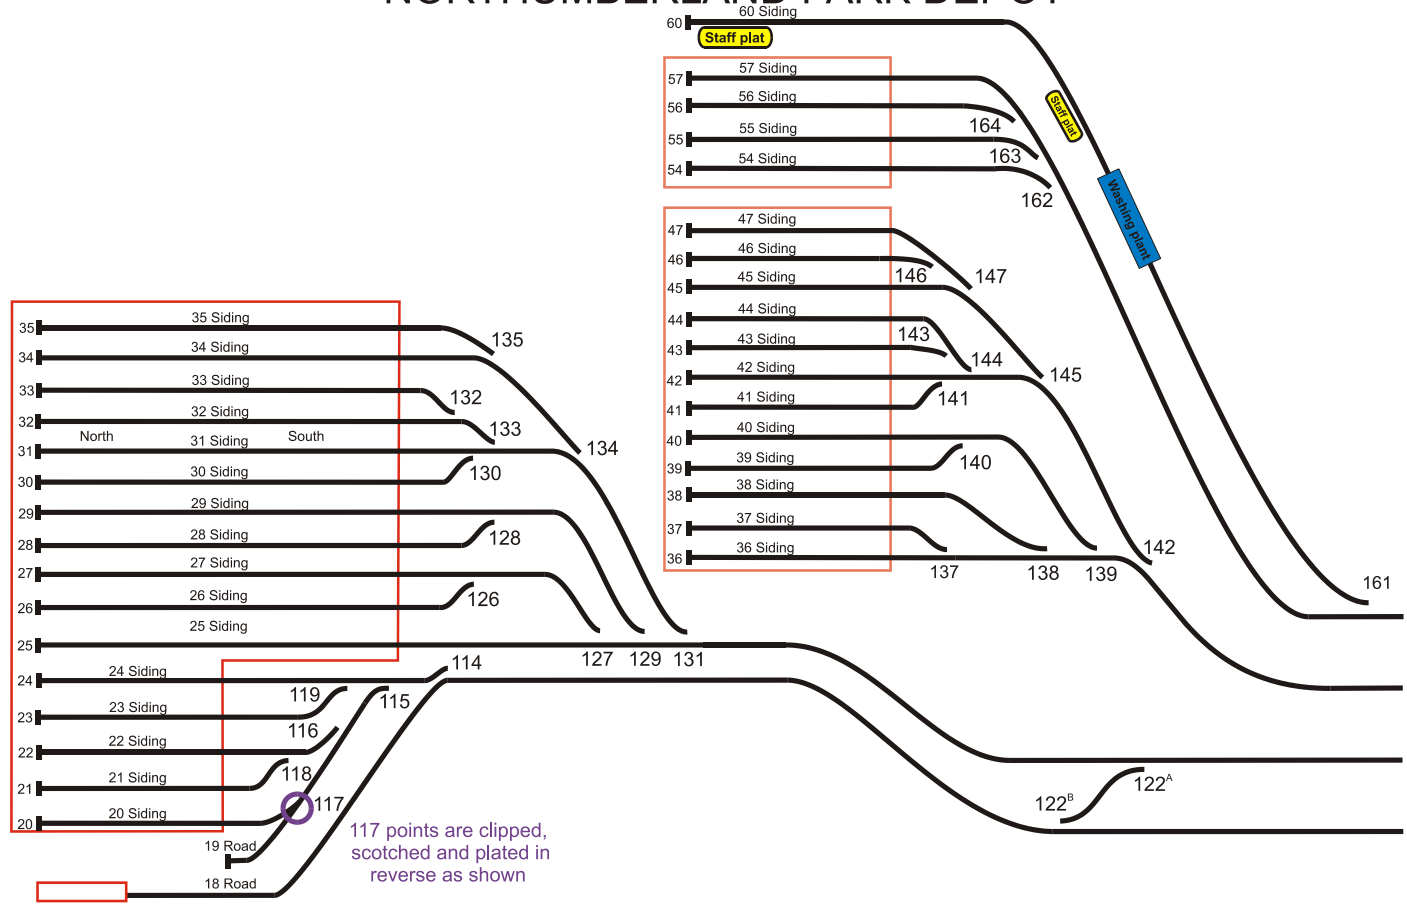 NORTHUMBERLAND PARK DEPOT
60 60 Siding
Staff plat
57 57 Siding
56 56 Siding
164
55 55 Siding
163
54 54 Siding
162
Staff plat
Washing plant
47 47 Siding
46 46 Siding
146
147
45 45 Siding
44 44 Siding
143
43 43 Siding
144
42 42 Siding
145
41 41 Siding
141
40 40 Siding
39 39 Siding
140
38 38 Siding
37 37 Siding
36 36 Siding
137 138 139
142
161
35 35 Siding
135
34 34 Siding
33 33 Siding
132
32 32 Siding
133
North South
31 31 Siding
134
30 30 Siding
130
29 29 Siding
28 28 Siding
128
27 27 Siding
26 26 Siding
126
25 25 Siding
127 129 131
24 24 Siding
114
119
115
23 23 Siding
116
22 22 Siding
118
21 21 Siding
117
20 20 Siding
19 Road
18 Road
117 points are clipped,
scotched and plated in
reverse as shown
122A
122B